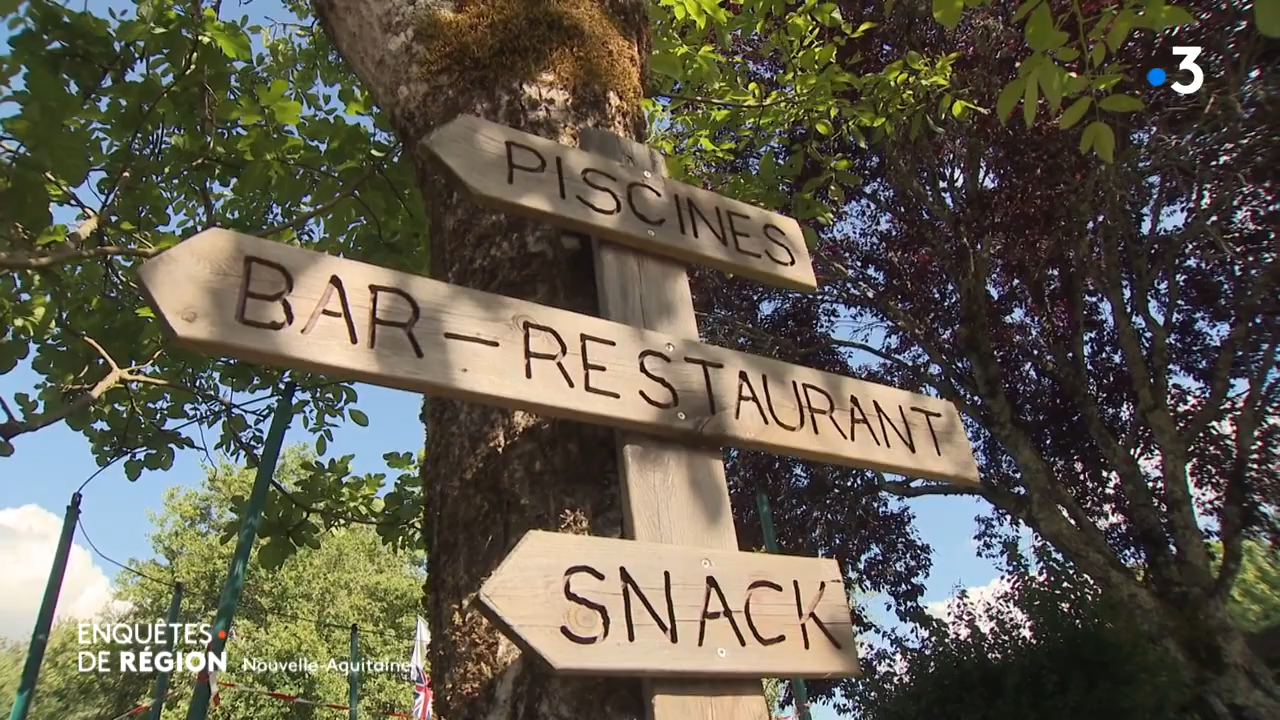 3
PISCINES
BAR-RESTAURANT
SNACK
ENQUÊTES
DE RÉGION Nouvelle-Aquitaine